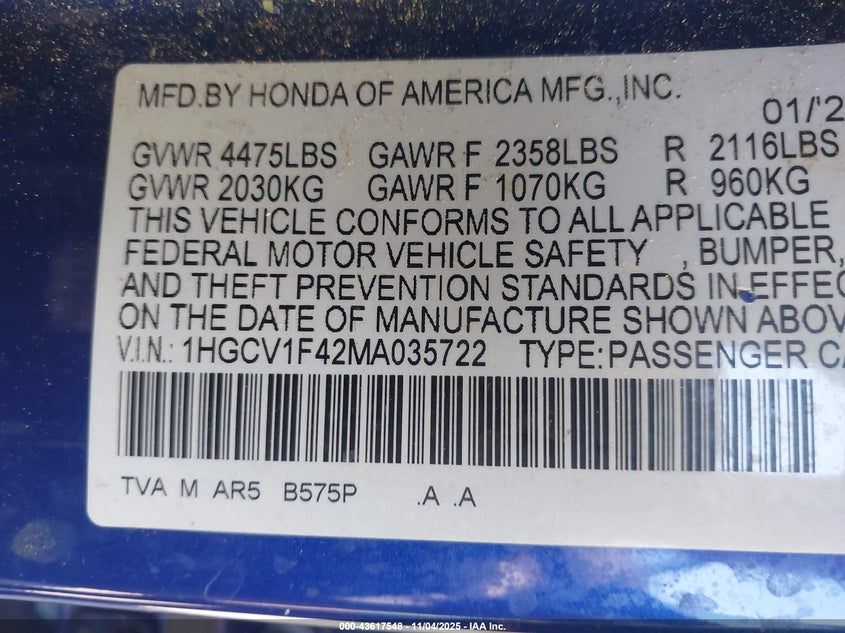 MFD.BY HONDA OF AMERICA MFG.,INC.
01/'2
GVWR 4475LBS GAWR F 2358LBS R 2116LBS
GVWR 2030KG GAWR F 1070KG R 960KG
THIS VEHICLE CONFORMS TO ALL APPLICABLE
FEDERAL MOTOR VEHICLE SAFETY , BUMPER,
AND THEFT PREVENTION STANDARDS IN EFFEC
ON THE DATE OF MANUFACTURE SHOWN ABOV
V.I.N.: 1HGCV1F42MA035722 TYPE:PASSENGER CA
TVA M AR5 B575P .A .A
000-43617548 - 11/04/2025 - IAA Inc.